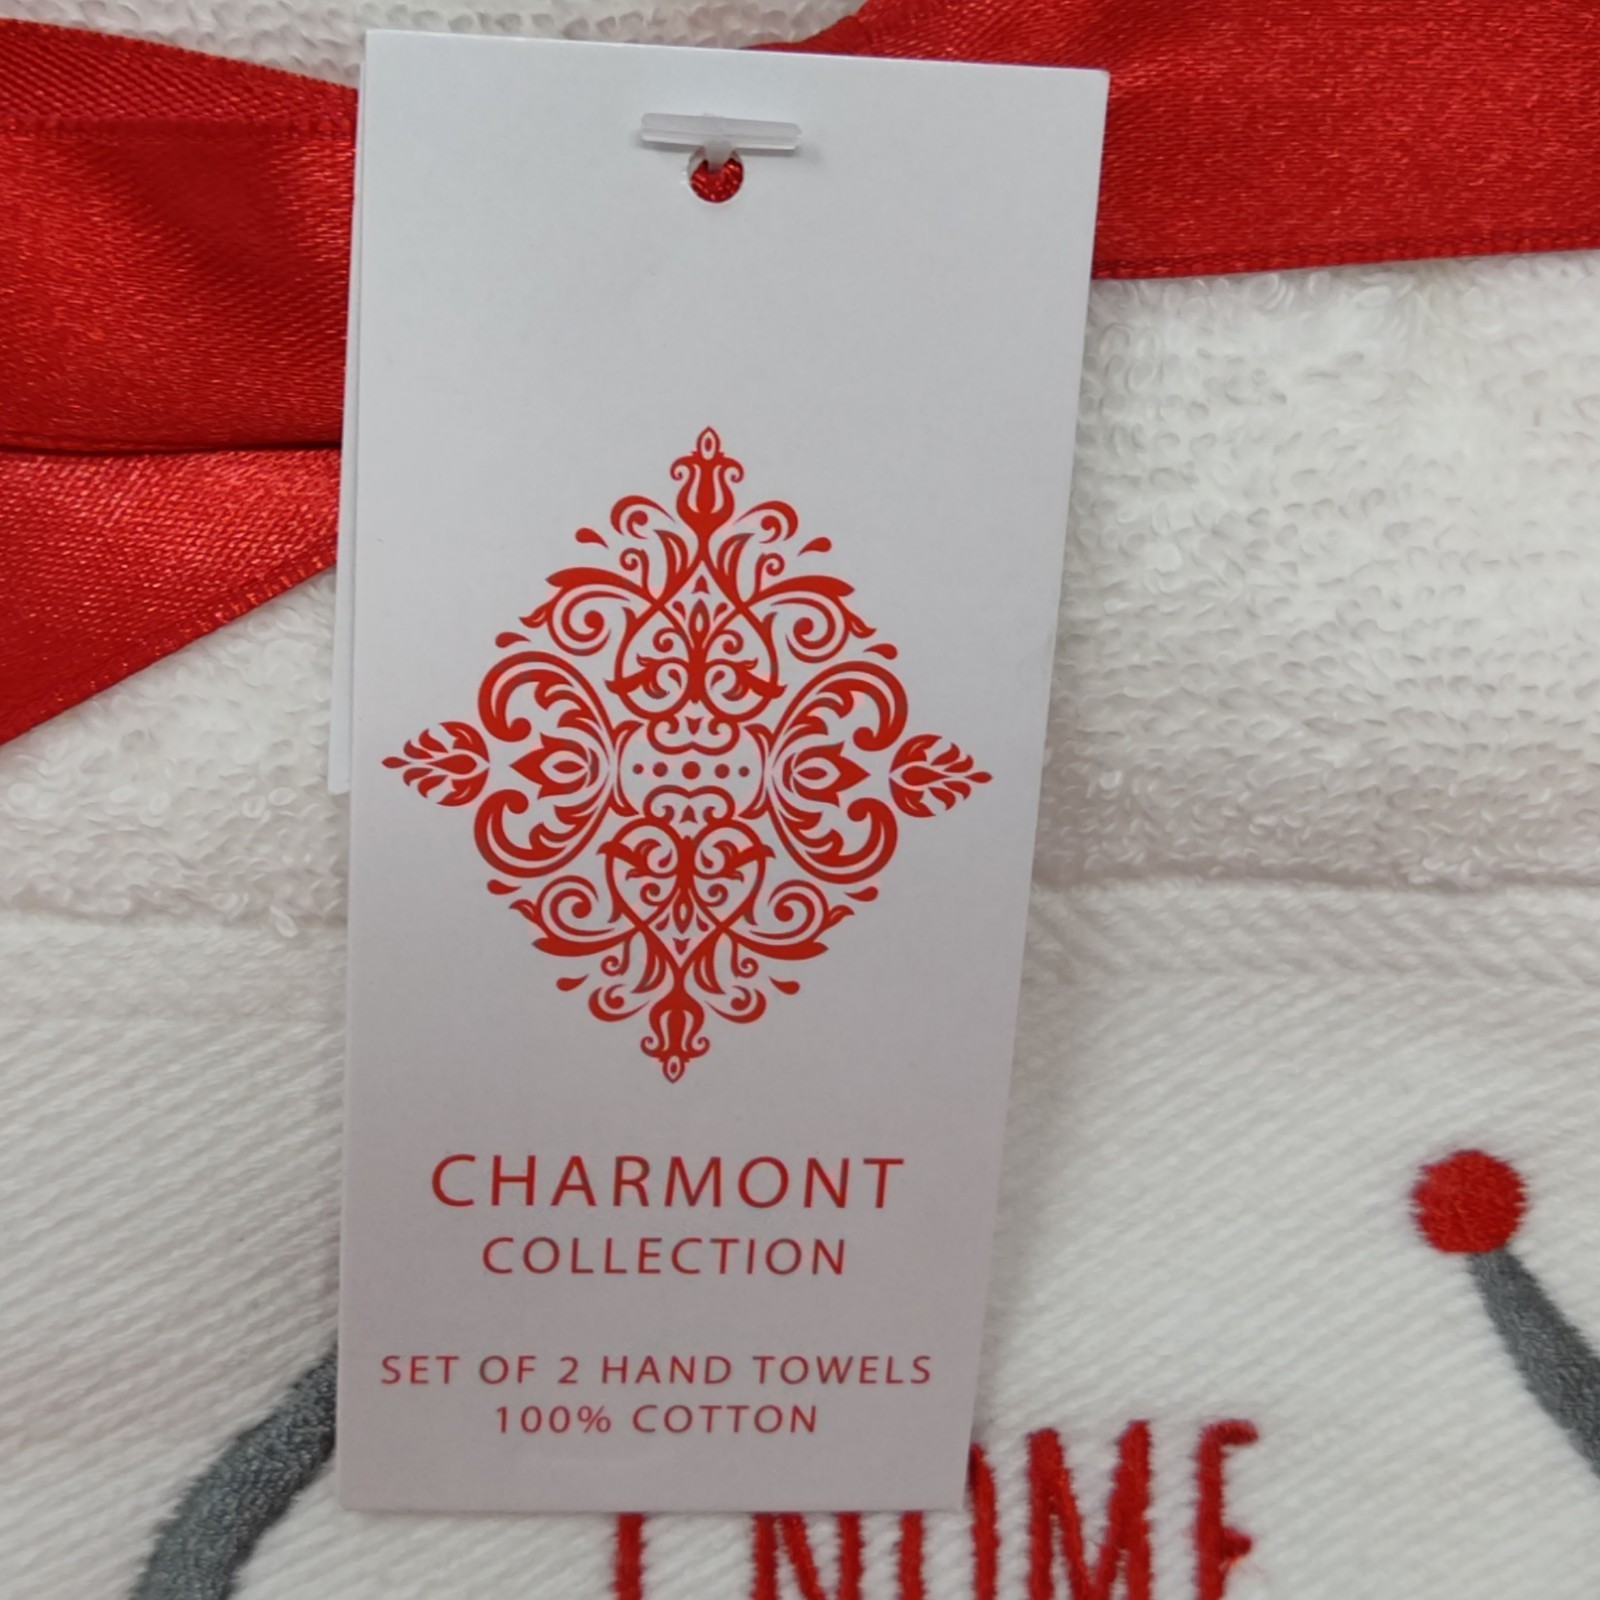 CHARMONT
COLLECTION
SET OF 2 HAND TOWELS
100% COTTON